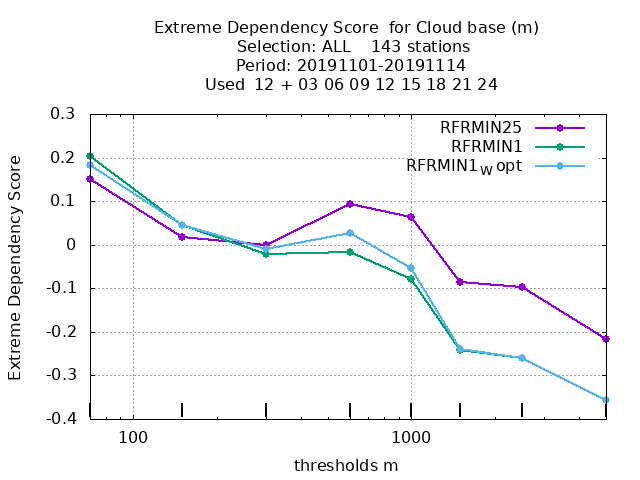 Extreme Dependency Score  for Cloud base (m)
Selection: ALL    143 stations
Period: 20191101-20191114
Used  12 + 03 06 09 12 15 18 21 24
0.3
0.2
0.1
0
-0.1
-0.2
-0.3
-0.4
Extreme Dependency Score
RFRMIN25
RFRMIN1
RFRMIN1w opt
100 1000
thresholds m